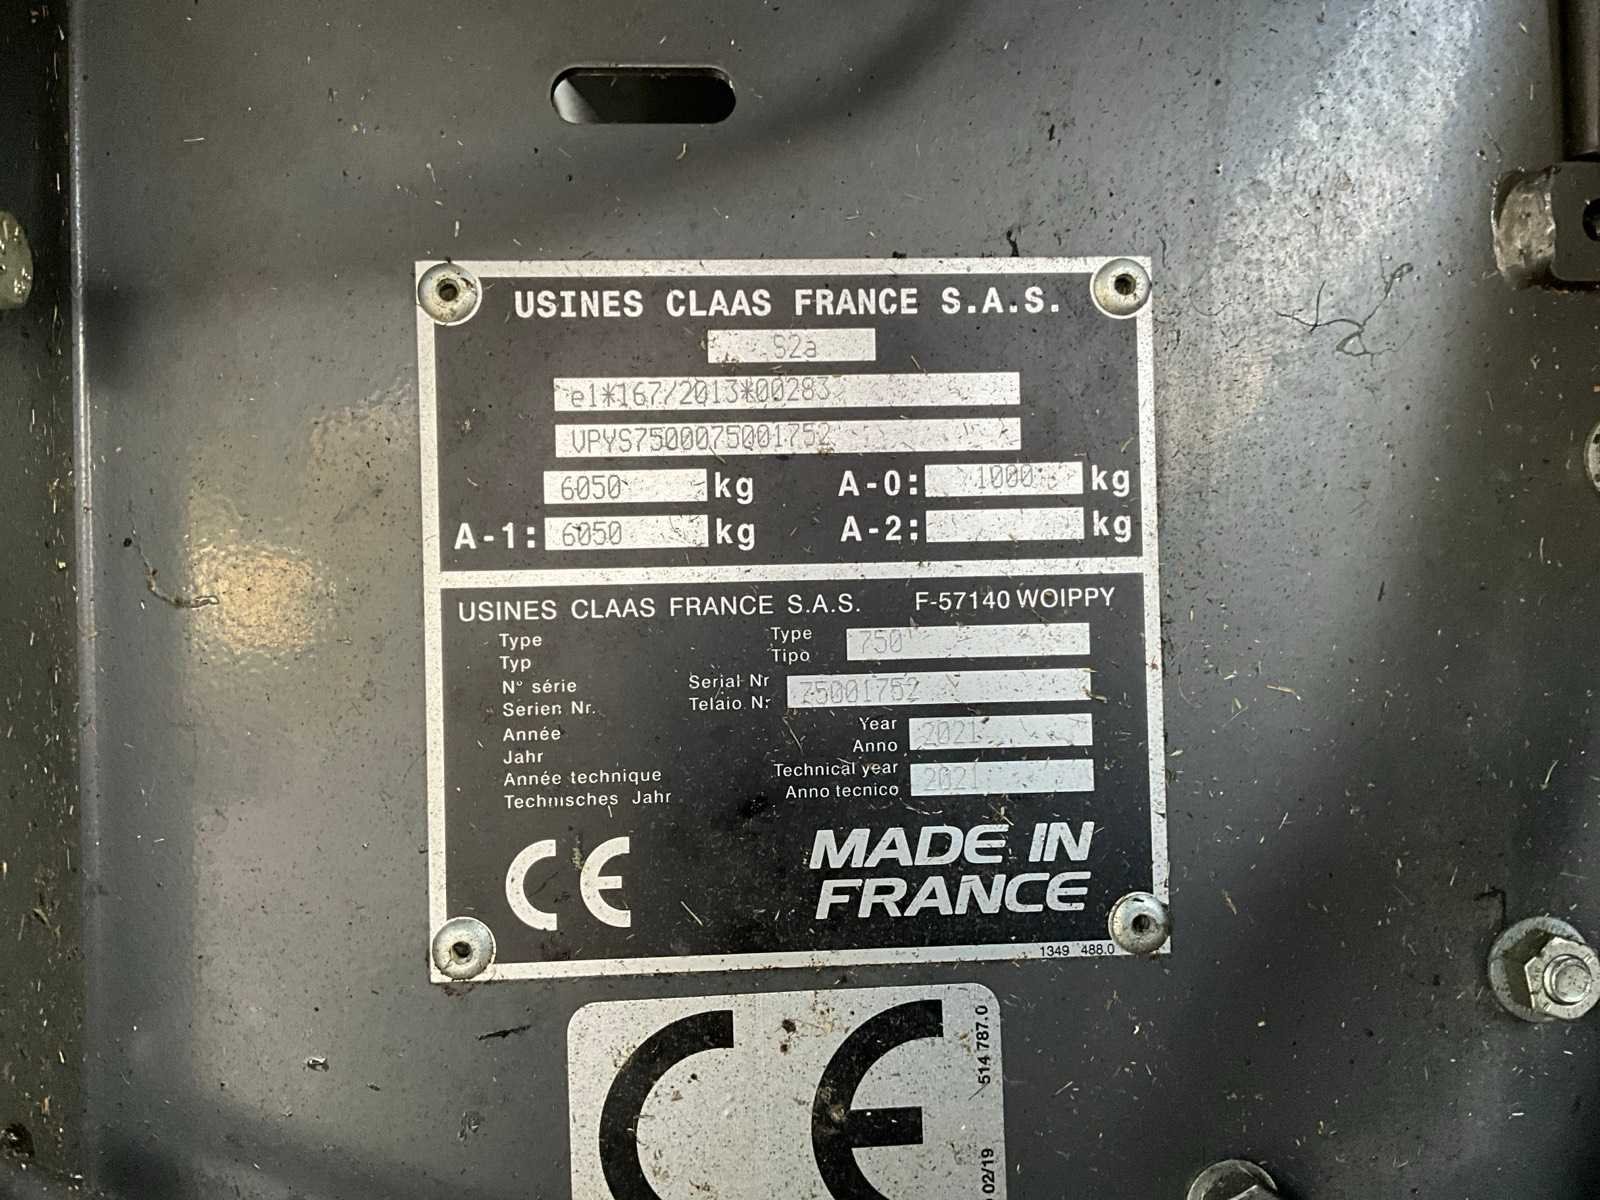 USINES CLAAS FRANCE S.A.S.
S2a
e1*167/2013*00283
VPYS7500075001752
6050 kg A-0: 1000 kg
A-1: 6050 kg A-2: kg
USINES CLAAS FRANCE S.A.S. F-57140 WOIPPY
Type Type 750
Typ Tipo
N° série Serial Nr 75001752
Serien Nr. Telaio Nr
Année Year 2021
Jahr Anno
Année technique Technical year 2021
Technisches Jahr Anno tecnico
CE
MADE IN
FRANCE
1349 488.0
CE
514 787.0
02/19